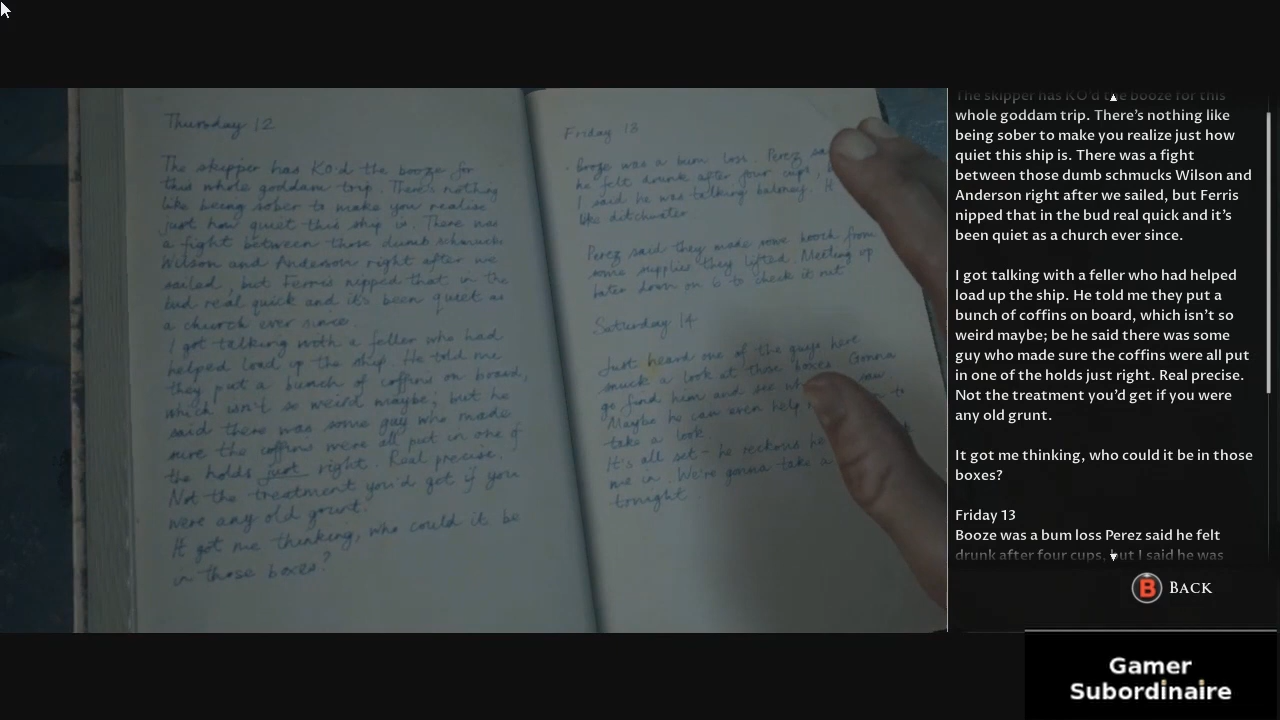 Thursday 12
The skipper has KO'd the booze for
this whole goddam trip. There's nothing
like being sober to make you realise
just how quiet this ship is. There was
a fight between those dumb schmucks
Wilson and Anderson right after we
sailed, but Ferris nipped that in the
bud real quick and it's been quiet as
a church ever since.
I got talking with a feller who had
helped load up the ship. He told me
they put a bunch of coffins on board,
which isn't so weird maybe; but he
said there was some guy who made
sure the coffins were all put in one of
the holds just right. Real precise.
Not the treatment you'd get if you
were any old grunt.
It got me thinking, who could it be
in those boxes?
Friday 13
Booze was a bum loss. Perez
he felt drunk after four cups,
I said he was talking baloney. It
like ditchwater
Perez said they made some hooch from
some supplies they lifted. Meeting up
later down on 6 to check it out
Saturday 14
Just heard one of the guys here
snuck a look at those boxes. Gonna
go find him and see saw
Maybe he can even help to
take a look.
It's all set - he reckons he
me in. We're gonna take a
tonight
The skipper has KO'd the booze for this
whole goddam trip. There's nothing like
being sober to make you realize just how
quiet this ship is. There was a fight
between those dumb schmucks Wilson and
Anderson right after we sailed, but Ferris
nipped that in the bud real quick and it's
been quiet as a church ever since.
I got talking with a feller who had helped
load up the ship. He told me they put a
bunch of coffins on board, which isn't so
weird maybe; be he said there was some
guy who made sure the coffins were all put
in one of the holds just right. Real precise.
Not the treatment you'd get if you were
any old grunt.
It got me thinking, who could it be in those
boxes?
Friday 13
Booze was a bum loss Perez said he felt
drunk after four cups, but I said he was
B BACK
Gamer
Subordinaire